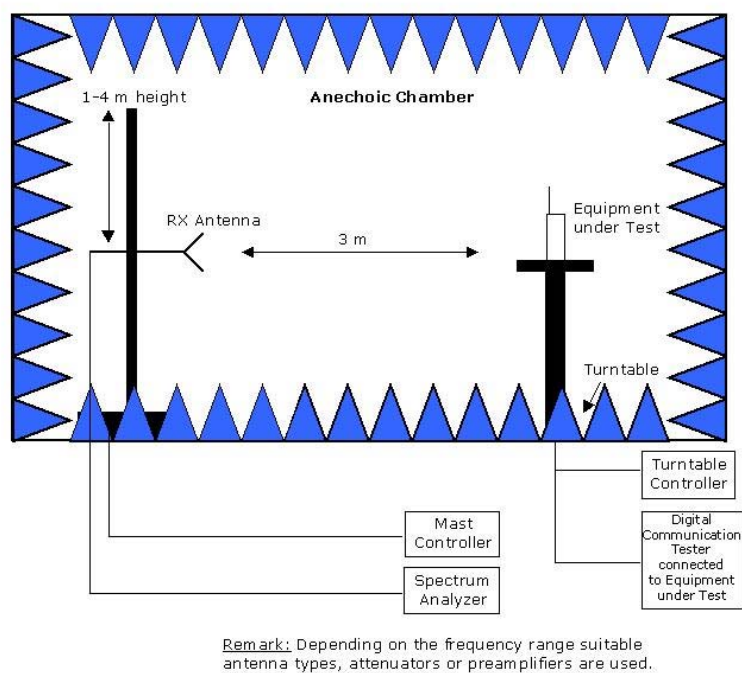 Anechoic Chamber
1-4 m height
RX Antenna
3 m
Equipment
under Test
Turntable
Turntable
Controller
Mast
Controller
Digital
Communication
Tester
connected
to Equipment
under Test
Spectrum
Analyzer
Remark: Depending on the frequency range suitable
antenna types, attenuators or preamplifiers are used.